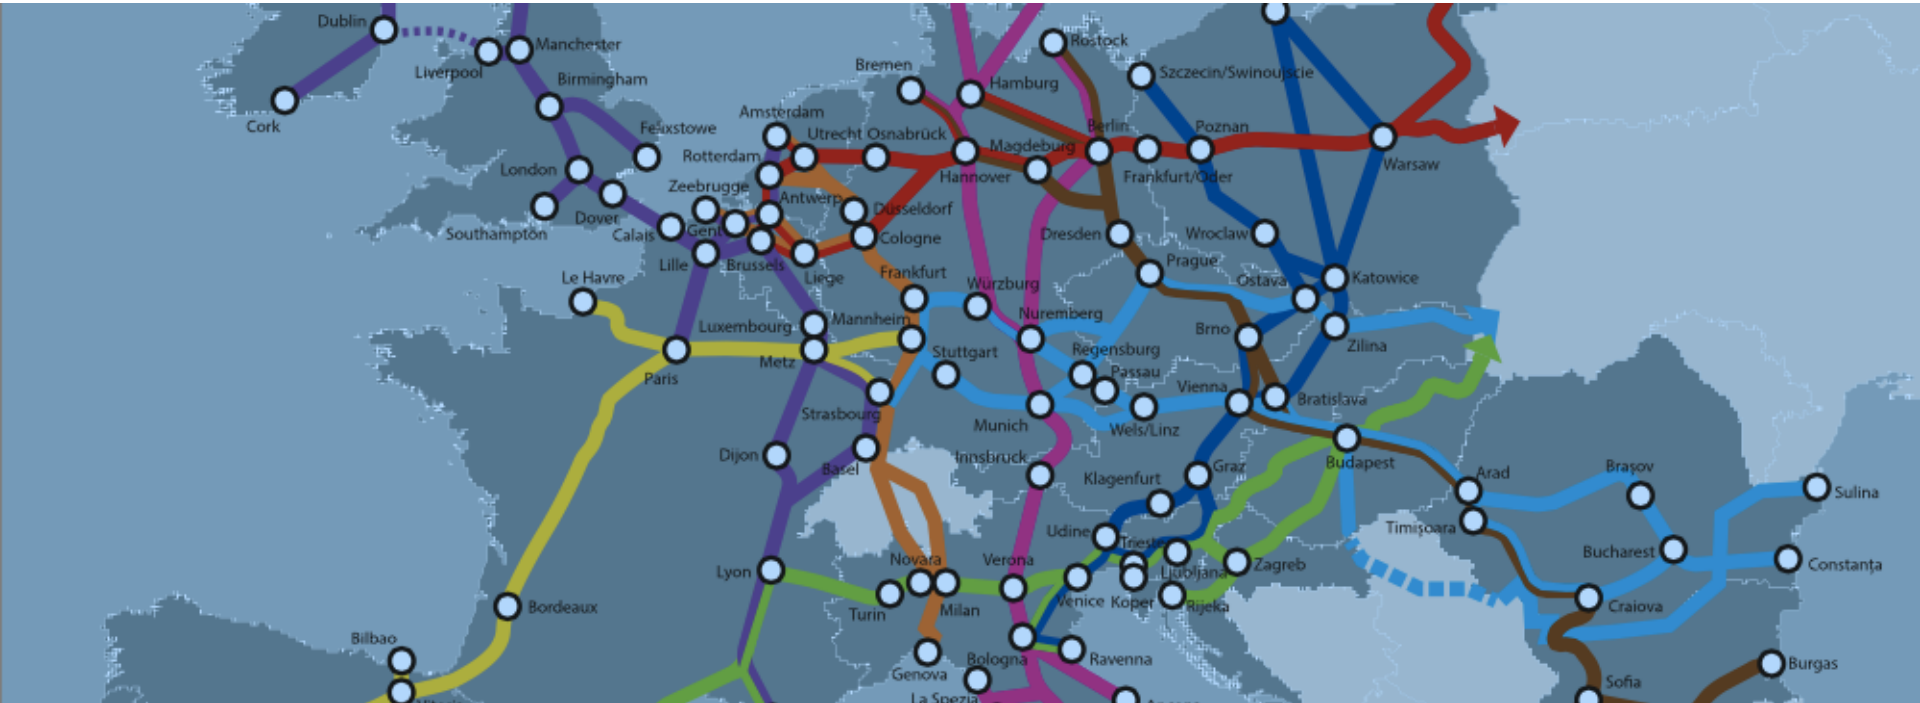 Dublin
Manchester
Liverpool
Birmingham
Cork
Felixstowe
London
Southampton
Dover
Calais
Zeebrugge
Gent
Lille
Brussels
Antwerp
Rotterdam
Amsterdam
Utrecht
Osnabrück
Bremen
Hamburg
Rostock
Szczecin/Swinoujscie
Berlin
Poznan
Magdeburg
Hannover
Frankfurt/Oder
Warsaw
Düsseldorf
Cologne
Liege
Dresden
Wroclaw
Le Havre
Frankfurt
Würzburg
Prague
Ostava
Katowice
Luxembourg
Mannheim
Nuremberg
Brno
Zilina
Metz
Stuttgart
Regensburg
Paris
Passau
Vienna
Bratislava
Strasbourg
Munich
Wels/Linz
Dijon
Basel
Innsbruck
Klagenfurt
Graz
Budapest
Arad
Braşov
Sulina
Timişoara
Udine
Trieste
Bucharest
Lyon
Novara
Verona
Ljubljana
Zagreb
Constanţa
Bordeaux
Turin
Milan
Venice
Koper
Rijeka
Craiova
Bilbao
Genova
Bologna
Ravenna
Burgas
La Spezia
Sofia